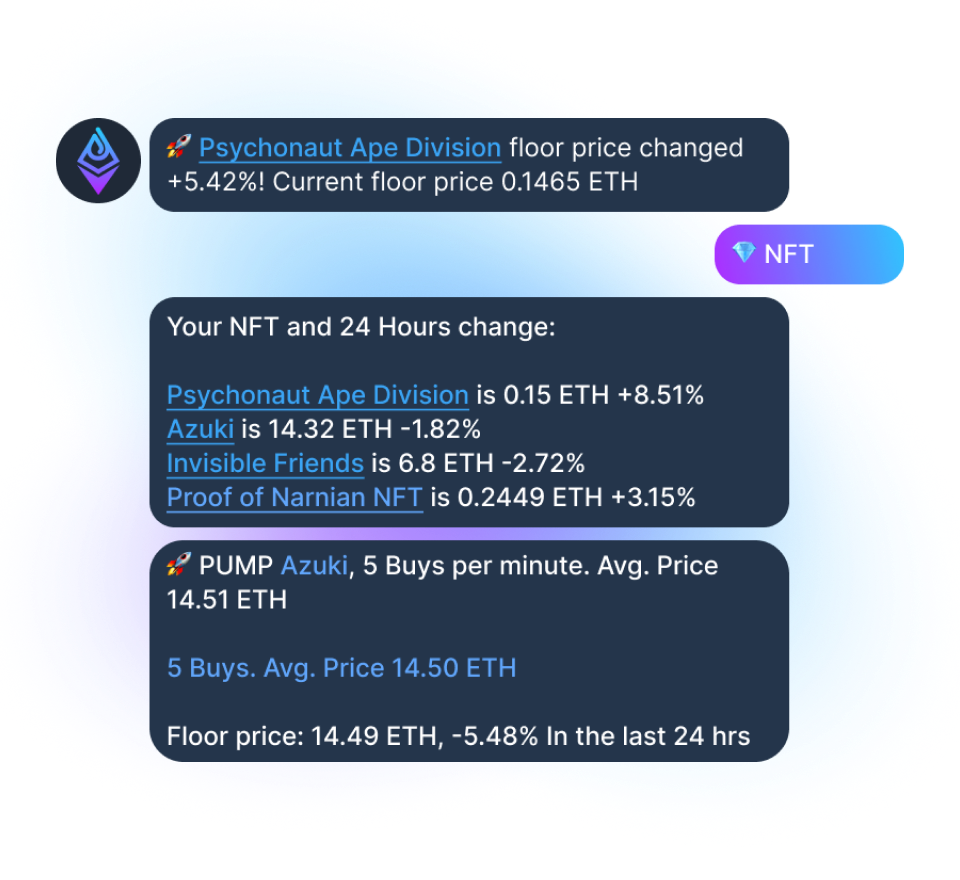 🚀 Psychonaut Ape Division floor price changed
+5.42%! Current floor price 0.1465 ETH
💎 NFT
Your NFT and 24 Hours change:
Psychonaut Ape Division is 0.15 ETH +8.51%
Azuki is 14.32 ETH -1.82%
Invisible Friends is 6.8 ETH -2.72%
Proof of Narnian NFT is 0.2449 ETH +3.15%
🚀 PUMP Azuki, 5 Buys per minute. Avg. Price
14.51 ETH
5 Buys. Avg. Price 14.50 ETH
Floor price: 14.49 ETH, -5.48% In the last 24 hrs